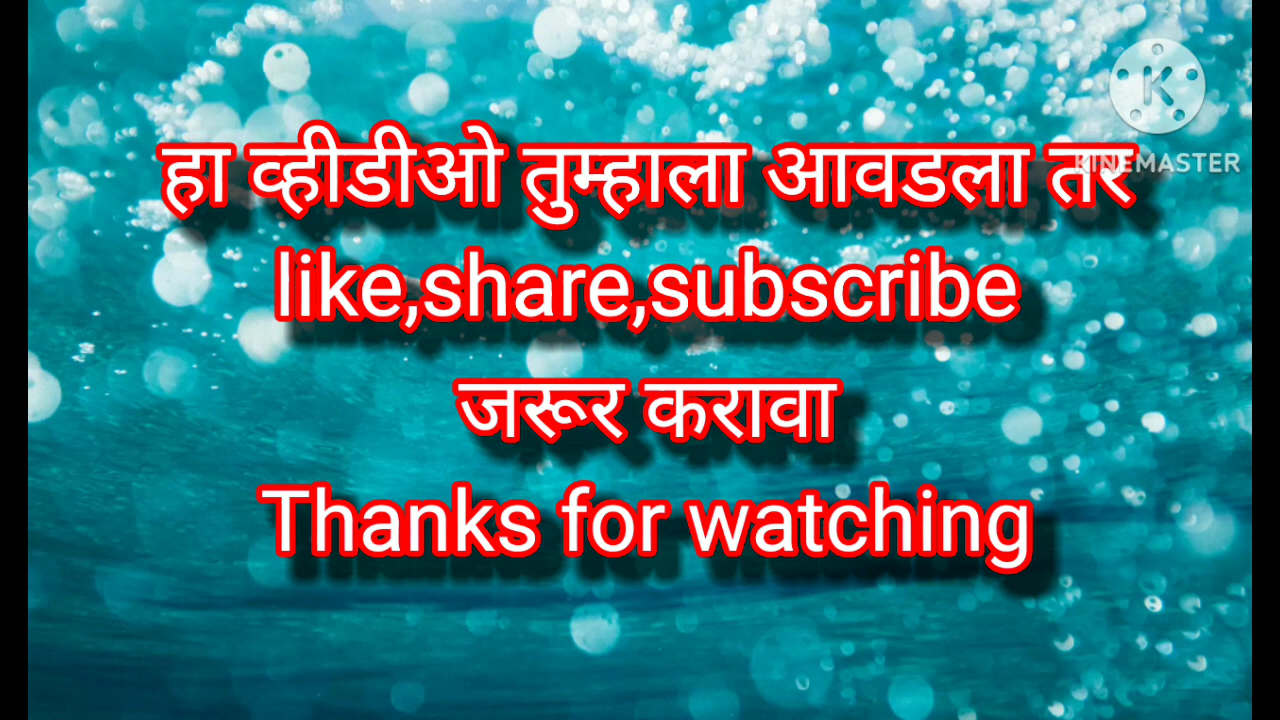 K
KINEMASTER
हा व्हीडीओ तुम्हाला आवडला तर
like,share,subscribe
जरूर करावा
Thanks for watching